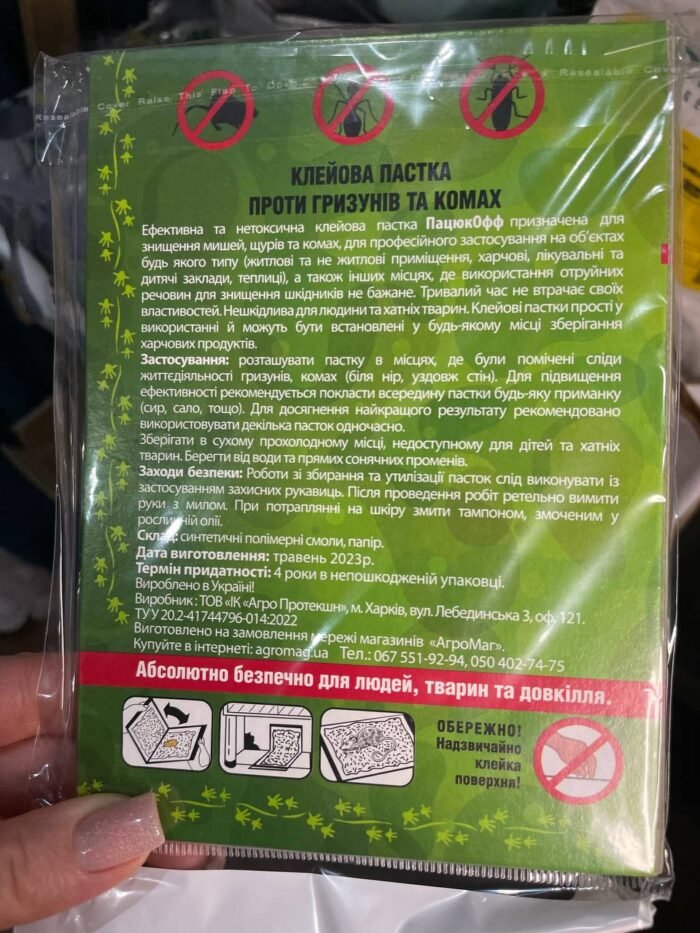 Resealable Cover Raise This Flap To Open
Resealable Cover Raise
КЛЕЙОВА ПАСТКА
ПРОТИ ГРИЗУНІВ ТА КОМАХ
Ефективна та нетоксична клейова пастка ПацюкОфф призначена для
знищення мишей, щурів та комах, для професійного застосування на об'єктах
будь якого типу (житлові та не житлові приміщення, харчові, лікувальні та
дитячі заклади, теплиці), а також інших місцях, де використання отруйних
речовин для знищення шкідників не бажане. Тривалий час не втрачає своїх
властивостей. Нешкідлива для людини та хатніх тварин. Клейові пастки прості у
використанні й можуть бути встановлені у будь-якому місці зберігання
харчових продуктів.
Застосування: розташувати пастку в місцях, де були помічені сліди
життєдіяльності гризунів, комах (біля нір, уздовж стін). Для підвищення
ефективності рекомендується покласти всередину пастки будь-яку приманку
(сир, сало, тощо). Для досягнення найкращого результату рекомендовано
використовувати декілька пасток одночасно.
Зберігати в сухому прохолодному місці, недоступному для дітей та хатніх
тварин. Берегти від води та прямих сонячних променів.
Заходи безпеки: Роботи зі збирання та утилізації пасток слід виконувати із
застосуванням захисних рукавиць. Після проведення робіт ретельно вимити
руки з милом. При потраплянні на шкіру змити тампоном, змоченим у
рослинній олії.
Склад: синтетичні полімерні смоли, папір.
Дата виготовлення: травень 2023р.
Термін придатності: 4 роки в непошкодженій упаковці.
Вироблено в Україні!
Виробник : ТОВ «ІК «Агро Протекшн», м. Харків, вул. Лебединська 3, оф. 121.
ТУ У 20.2-41744796-014:2022
Виготовлено на замовлення мережі магазинів «АгроМаг».
Купуйте в інтернеті: agromag.ua Тел.: 067 551-92-94, 050 402-74-75
Абсолютно безпечно для людей, тварин та довкілля.
ОБЕРЕЖНО!
Надзвичайно
клейка
поверхня!